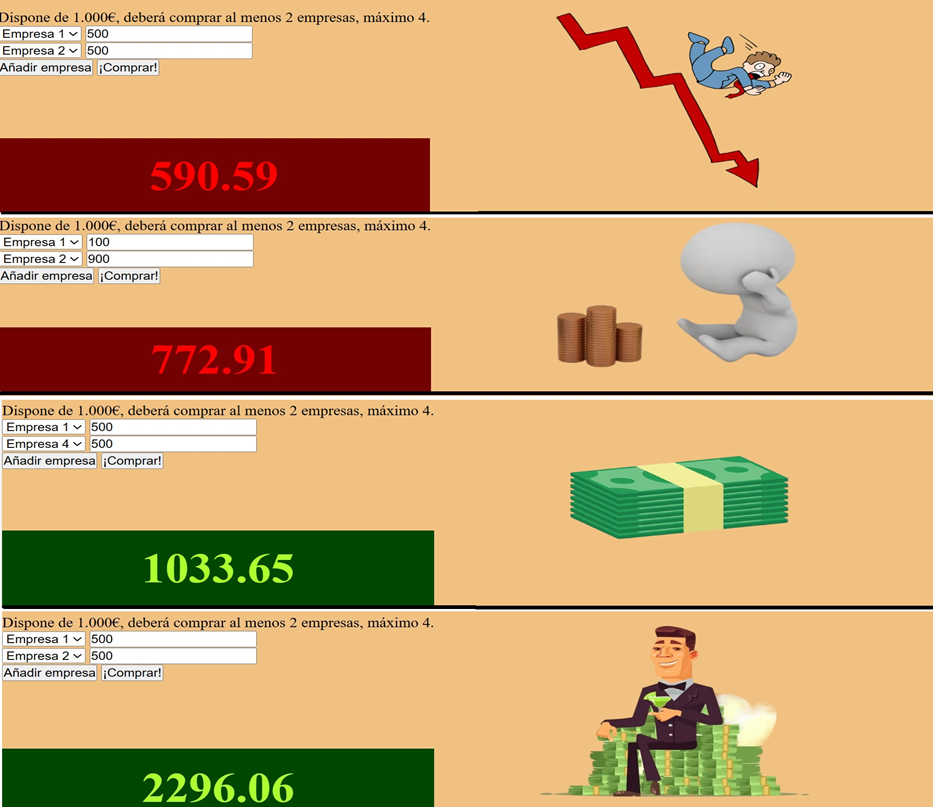 Dispone de 1.000€, deberá comprar al menos 2 empresas, máximo 4.
Empresa 1 500
Empresa 2 500
Añadir empresa ¡Comprar!
590.59
Dispone de 1.000€, deberá comprar al menos 2 empresas, máximo 4.
Empresa 1 100
Empresa 2 900
Añadir empresa ¡Comprar!
772.91
Dispone de 1.000€, deberá comprar al menos 2 empresas, máximo 4.
Empresa 1 500
Empresa 4 500
Añadir empresa ¡Comprar!
1033.65
Dispone de 1.000€, deberá comprar al menos 2 empresas, máximo 4.
Empresa 1 500
Empresa 2 500
Añadir empresa ¡Comprar!
2296.06